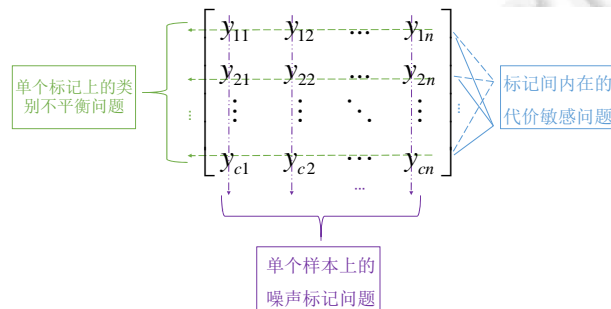 y11 y12 ... y1n
y21 y22 ... y2n
⋮ ⋮ ⋱ ⋮
yc1 yc2 ... ycn
...
单个标记上的类
别不平衡问题
...
标记间内在的
代价敏感问题
...
单个样本上的
噪声标记问题